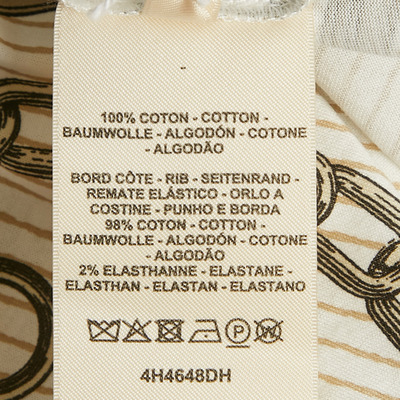 100% COTON - COTTON -
BAUMWOLLE - ALGODÓN - COTONE
- ALGODÃO
BORD CÔTE - RIB - SEITENRAND -
REMATE ELÁSTICO - ORLO A
COSTINE - PUNHO E BORDA
98% COTON - COTTON -
BAUMWOLLE - ALGODÓN - COTONE
- ALGODÃO
2% ELASTHANNE - ELASTANE -
ELASTHAN - ELASTAN - ELASTANO
P W
4H4648DH